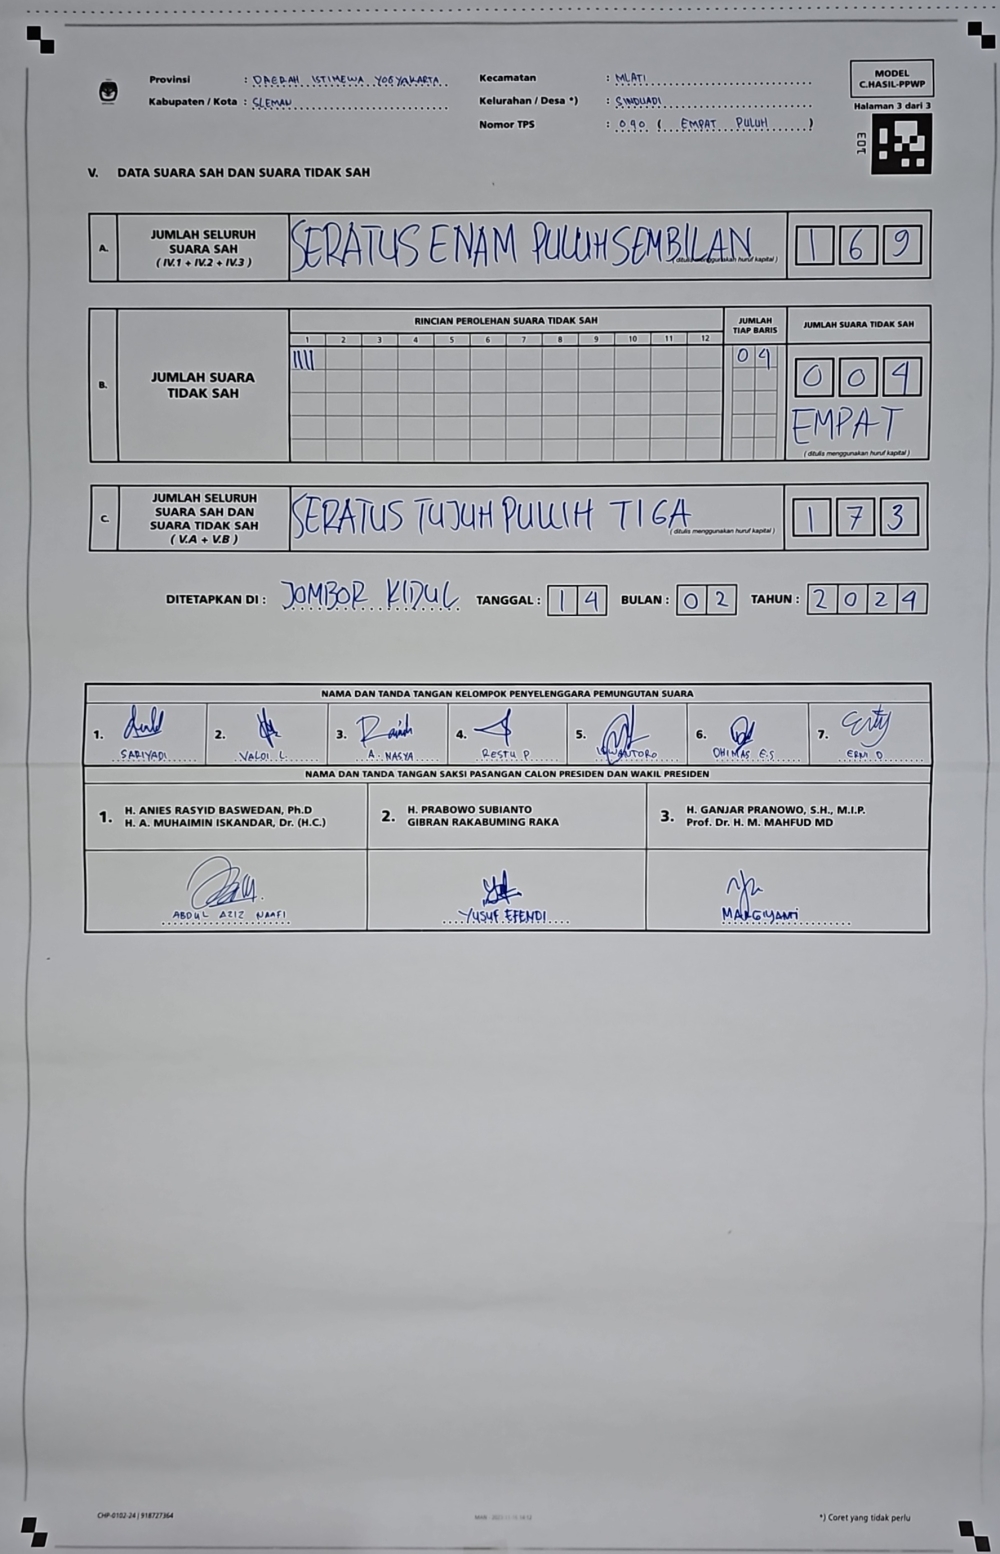 Provinsi : DAERAH ISTIMEWA YOGYAKARTA
Kabupaten / Kota : SLEMAN
Kecamatan : MLATI
Kelurahan / Desa *) : SINDUADI
Nomor TPS : 040 ( EMPAT PULUH )
MODEL
C.HASIL-PPWP
Halaman 3 dari 3
V. DATA SUARA SAH DAN SUARA TIDAK SAH
A. JUMLAH SELURUH SUARA SAH ( IV.1 + IV.2 + IV.3 ) SERATUS ENAM PULUH SEMBILAN 1 6 9
( ditulis menggunakan huruf kapital )
RINCIAN PEROLEHAN SUARA TIDAK SAH JUMLAH TIAP BARIS JUMLAH SUARA TIDAK SAH
1 2 3 4 5 6 7 8 9 10 11 12
B. JUMLAH SUARA TIDAK SAH |||| 0 4 0 0 4
EMPAT
( ditulis menggunakan huruf kapital )
C. JUMLAH SELURUH SUARA SAH DAN SUARA TIDAK SAH ( V.A + V.B ) SERATUS TUJUH PULUH TIGA 1 7 3
( ditulis menggunakan huruf kapital )
DITETAPKAN DI : JOMBOR KIDUL TANGGAL : 1 4 BULAN : 0 2 TAHUN : 2 0 2 4
NAMA DAN TANDA TANGAN KELOMPOK PENYELENGGARA PEMUNGUTAN SUARA
1. 2. 3. 4. 5. 6. 7.
SARIYADI VALDI L. A. NASYA RESTU P. DHIMAS E.S ERNI D
NAMA DAN TANDA TANGAN SAKSI PASANGAN CALON PRESIDEN DAN WAKIL PRESIDEN
1. H. ANIES RASYID BASWEDAN, Ph.D
H. A. MUHAIMIN ISKANDAR, Dr. (H.C.)
2. H. PRABOWO SUBIANTO
GIBRAN RAKABUMING RAKA
3. H. GANJAR PRANOWO, S.H., M.I.P.
Prof. Dr. H. M. MAHFUD MD
ABDUL AZIZ NAAFI YUSUF EFENDI MARGIYANTI
CHP-0102-24 | 918727364
*) Coret yang tidak perlu